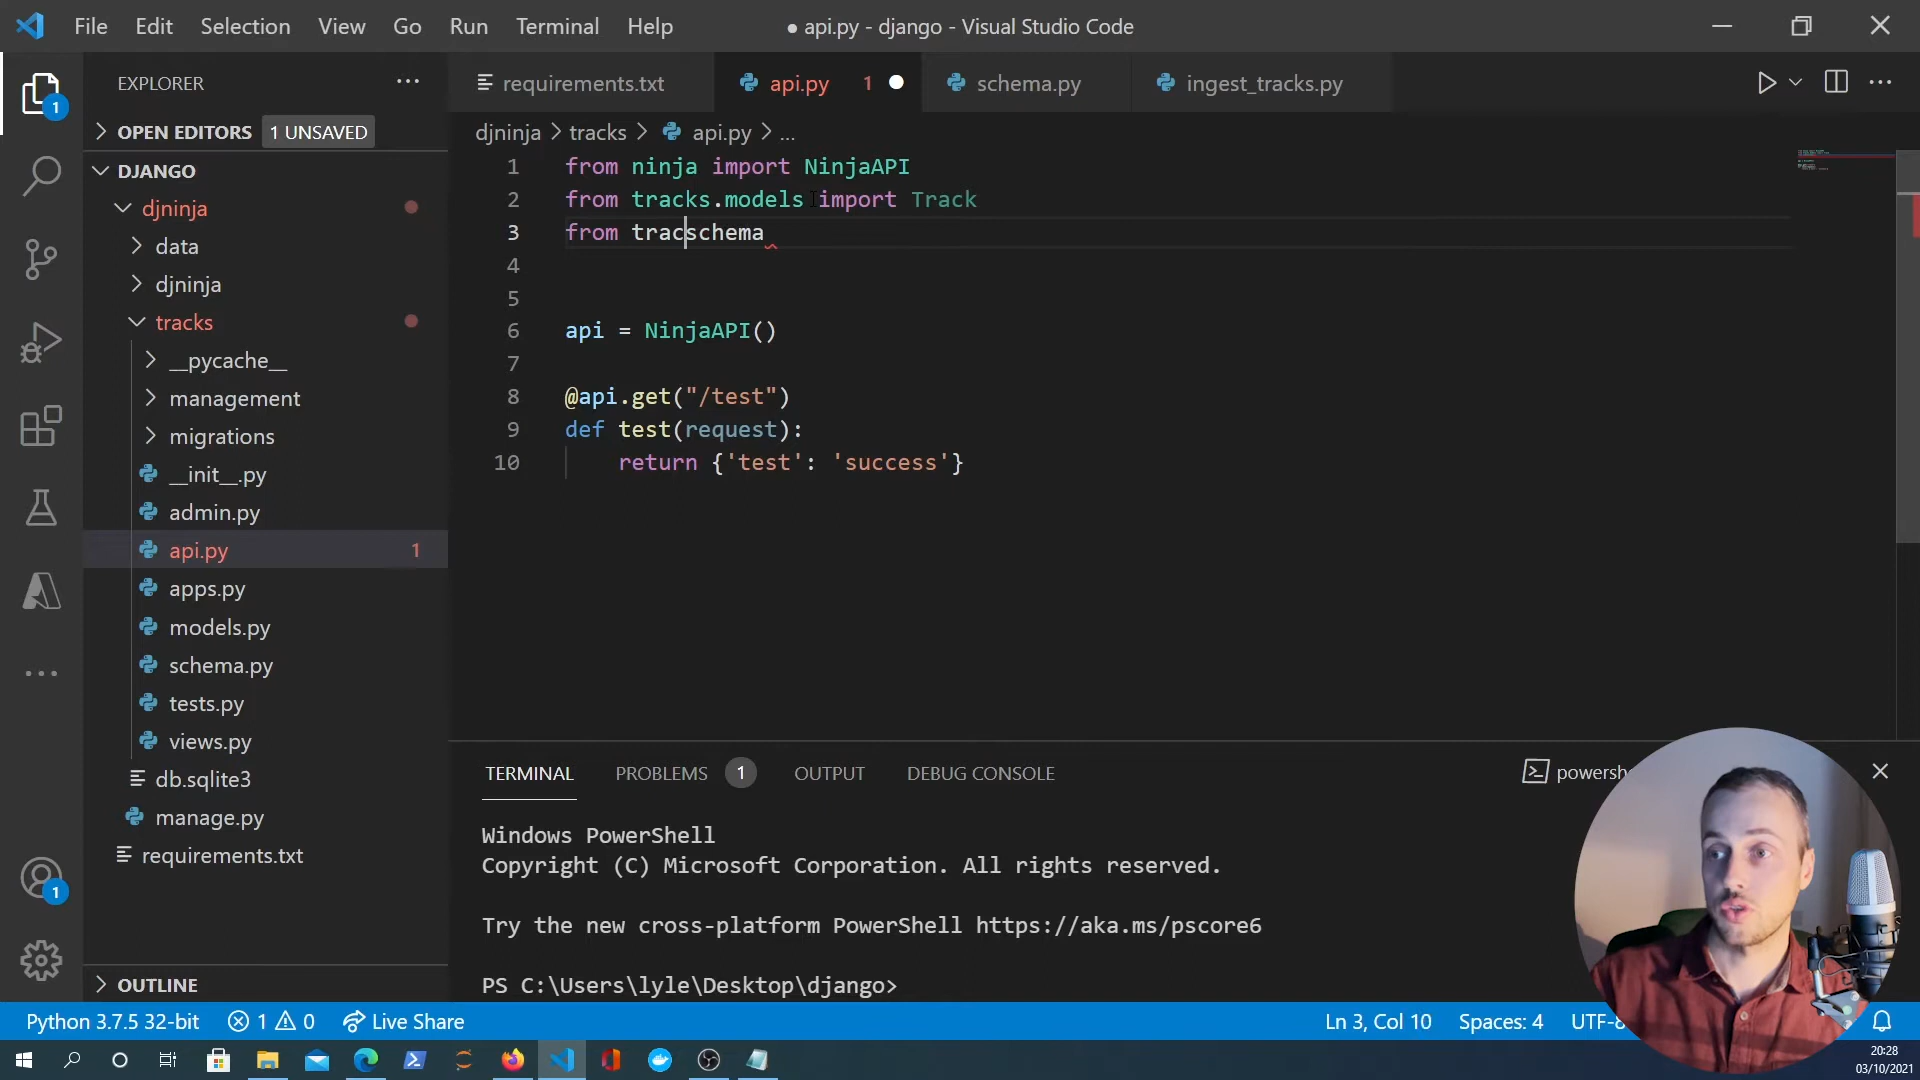 File Edit Selection View Go Run Terminal Help
● api.py - django - Visual Studio Code
EXPLORER
requirements.txt
api.py 1
schema.py
ingest_tracks.py
OPEN EDITORS 1 UNSAVED
djninja > tracks > api.py > ...
DJANGO
djninja
data
djninja
tracks
__pycache__
management
migrations
__init__.py
admin.py
api.py 1
apps.py
models.py
schema.py
tests.py
views.py
db.sqlite3
manage.py
requirements.txt
OUTLINE
1 from ninja import NinjaAPI
2 from tracks.models import Track
3 from tracschema
4
5
6 api = NinjaAPI()
7
8 @api.get("/test")
9 def test(request):
10 return {'test': 'success'}
TERMINAL PROBLEMS 1 OUTPUT DEBUG CONSOLE
Windows PowerShell
Copyright (C) Microsoft Corporation. All rights reserved.
Try the new cross-platform PowerShell https://aka.ms/pscore6
PS C:\Users\lyle\Desktop\django>
1
1
Python 3.7.5 32-bit 1 0 Live Share
Ln 3, Col 10 Spaces: 4
20:28
03/10/2021